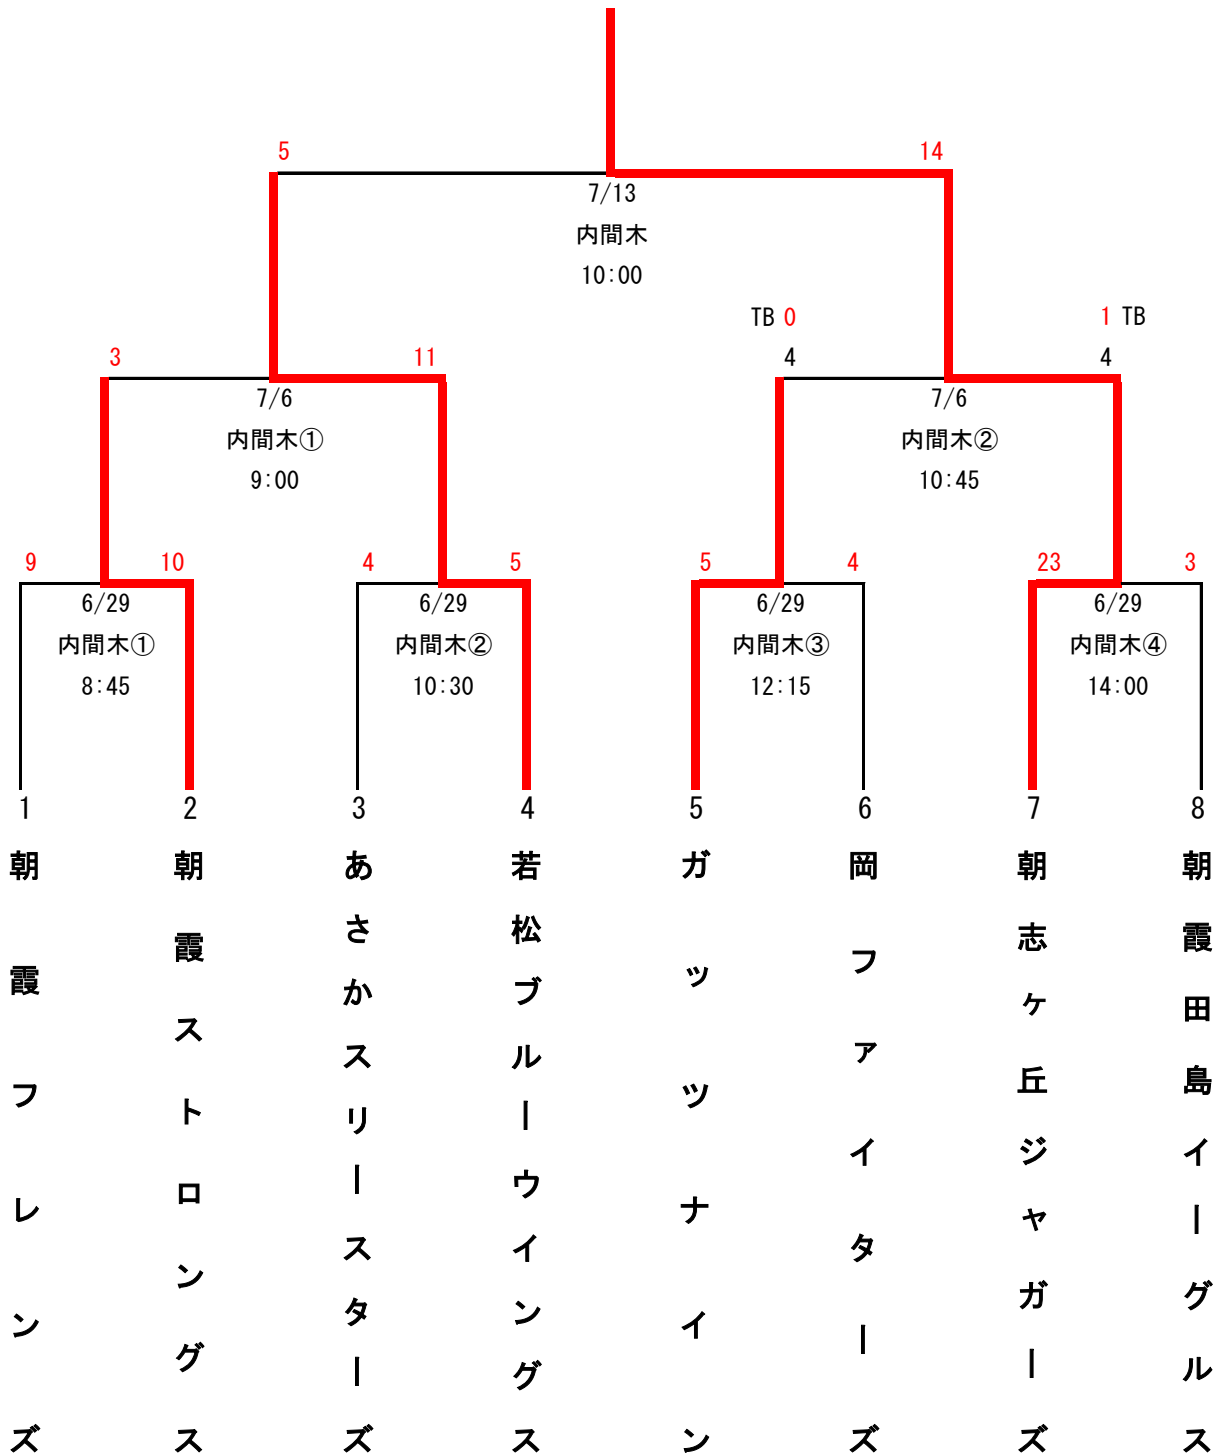 5 14
7/13
内間木
10:00
TB 0 1 TB
3 11 4 4
7/6 7/6
内間木① 内間木②
9:00 10:45
9 10 4 5 5 4 23 3
6/29 6/29 6/29 6/29
内間木① 内間木② 内間木③ 内間木④
8:45 10:30 12:15 14:00
1 2 3 4 5 6 7 8
朝霞フレンズ
朝霞ストロングス
あさかスリースターズ
若松ブルーウイングス
ガッツナイン
岡ファイターズ
朝志ヶ丘ジャガーズ
朝霞田島イーグルス